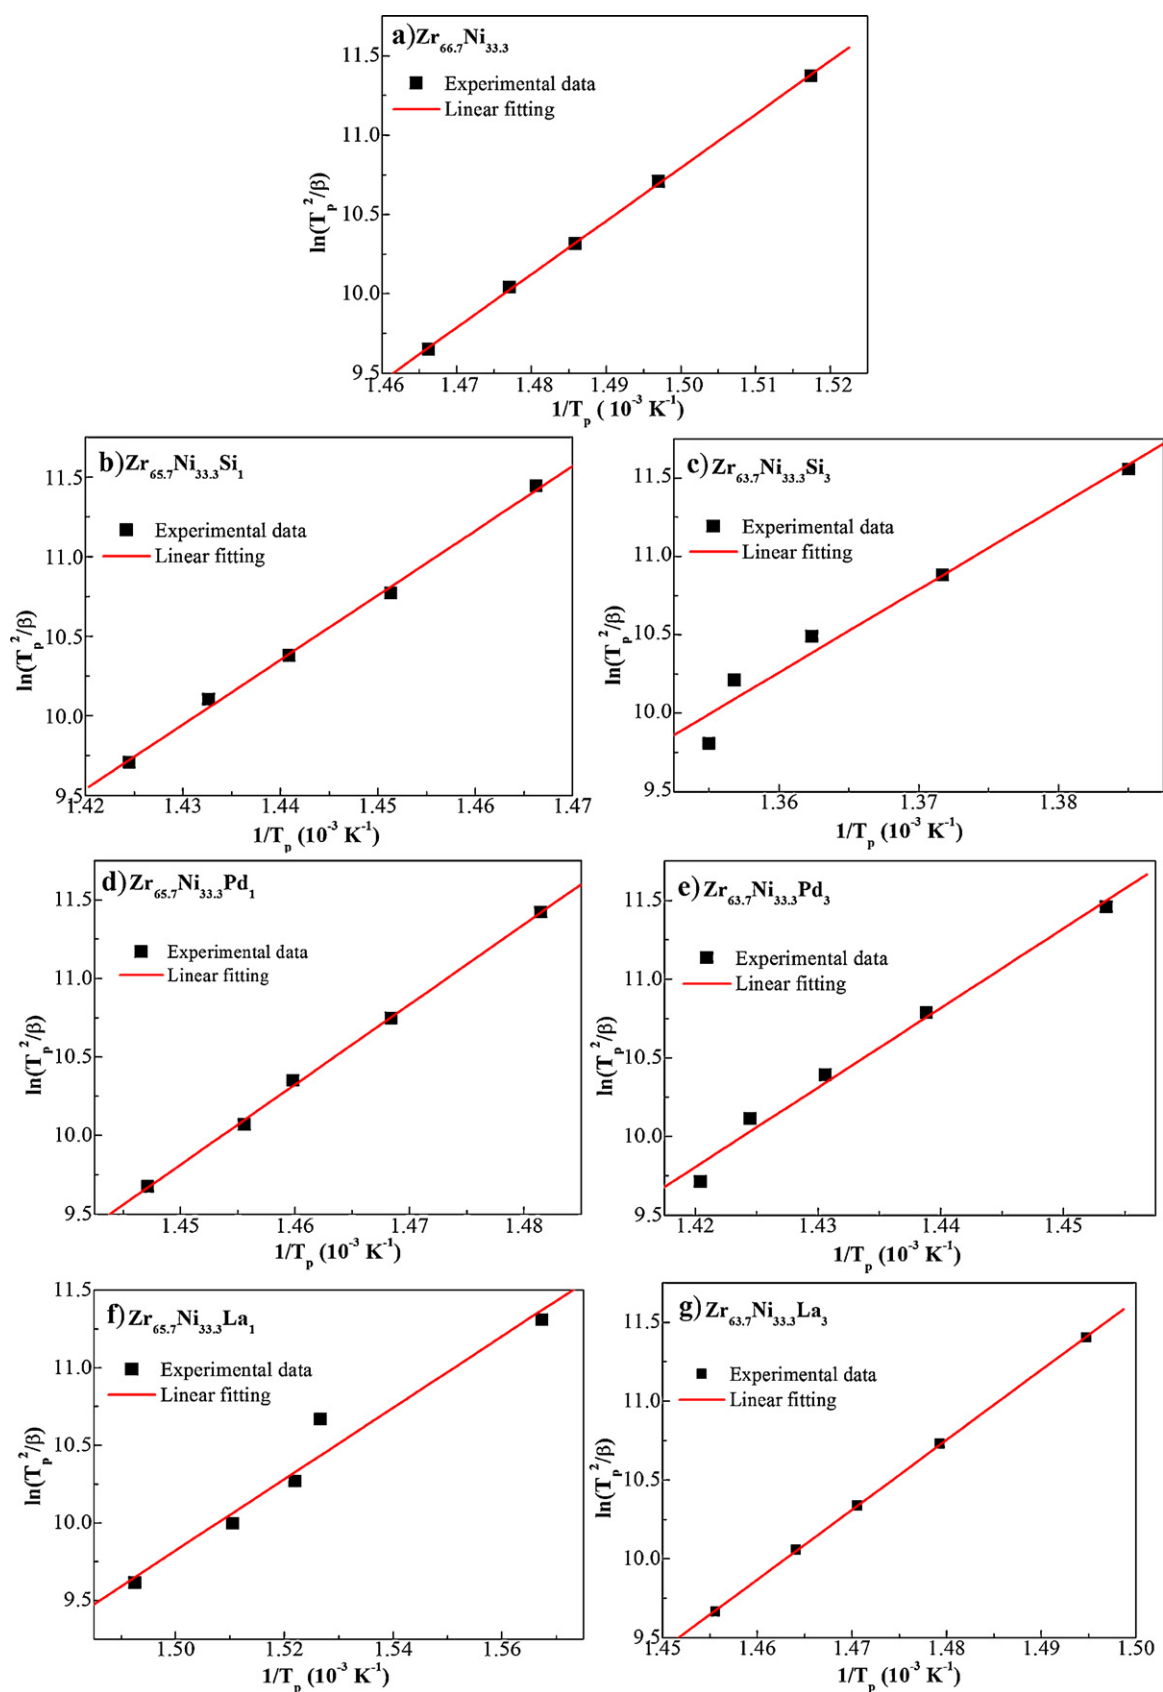 a) Zr66.7Ni33.3
Experimental data
Linear fitting
11.5
11.0
10.5
10.0
9.5
ln(Tp²/β)
1.46 1.47 1.48 1.49 1.50 1.51 1.52
1/Tp ( 10⁻³ K⁻¹)
b) Zr65.7Ni33.3Si1
Experimental data
Linear fitting
11.5
11.0
10.5
10.0
9.5
ln(Tp²/β)
1.42 1.43 1.44 1.45 1.46 1.47
1/Tp (10⁻³ K⁻¹)
c) Zr63.7Ni33.3Si3
Experimental data
Linear fitting
11.5
11.0
10.5
10.0
9.5
ln(Tp²/β)
1.36 1.37 1.38
1/Tp (10⁻³ K⁻¹)
d) Zr65.7Ni33.3Pd1
Experimental data
Linear fitting
11.5
11.0
10.5
10.0
9.5
ln(Tp²/β)
1.45 1.46 1.47 1.48
1/Tp (10⁻³ K⁻¹)
e) Zr63.7Ni33.3Pd3
Experimental data
Linear fitting
11.5
11.0
10.5
10.0
9.5
ln(Tp²/β)
1.42 1.43 1.44 1.45
1/Tp (10⁻³ K⁻¹)
f) Zr65.7Ni33.3La1
Experimental data
Linear fitting
11.5
11.0
10.5
10.0
9.5
ln(Tp²/β)
1.50 1.52 1.54 1.56
1/Tp (10⁻³ K⁻¹)
g) Zr63.7Ni33.3La3
Experimental data
Linear fitting
11.5
11.0
10.5
10.0
9.5
ln(Tp²/β)
1.45 1.46 1.47 1.48 1.49 1.50
1/Tp (10⁻³ K⁻¹)